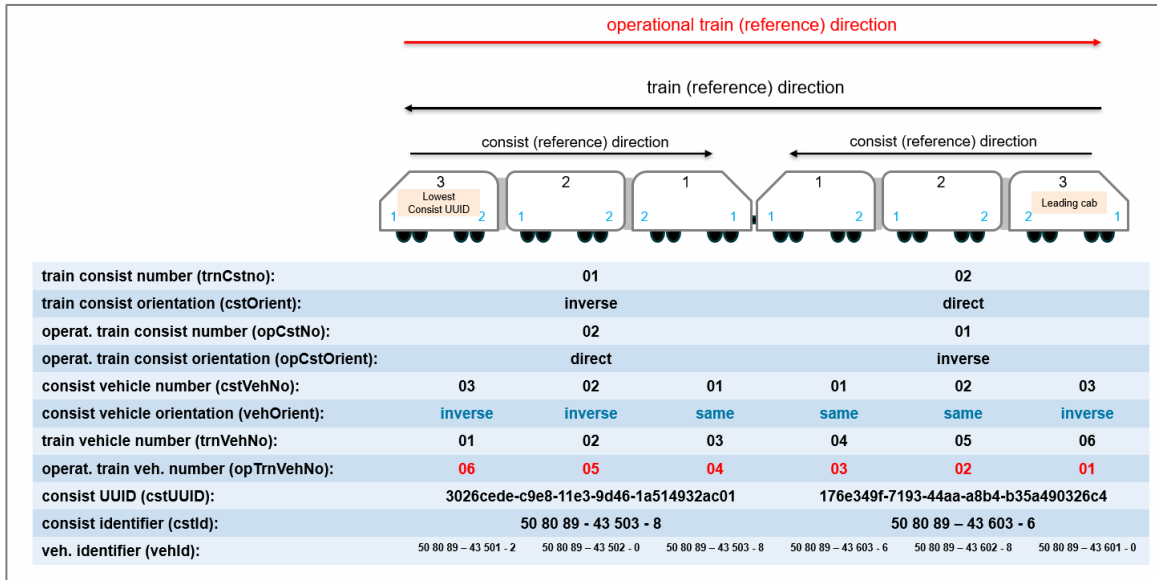 operational train (reference) direction
train (reference) direction
consist (reference) direction consist (reference) direction
3 2 1 1 2 3
Lowest
Consist UUID Leading cab
1 2 1 2 2 1 1 2 1 2 2 1
train consist number (trnCstno): 01 02
train consist orientation (cstOrient): inverse direct
operat. train consist number (opCstNo): 02 01
operat. train consist orientation (opCstOrient): direct inverse
consist vehicle number (cstVehNo): 03 02 01 01 02 03
consist vehicle orientation (vehOrient): inverse inverse same same same inverse
train vehicle number (trnVehNo): 01 02 03 04 05 06
operat. train veh. number (opTrnVehNo): 06 05 04 03 02 01
consist UUID (cstUUID): 3026cede-c9e8-11e3-9d46-1a514932ac01 176e349f-7193-44aa-a8b4-b35a490326c4
consist identifier (cstId): 50 80 89 - 43 503 - 8 50 80 89 – 43 603 - 6
veh. identifier (vehId): 50 80 89 – 43 501 - 2 50 80 89 – 43 502 - 0 50 80 89 – 43 503 - 8 50 80 89 – 43 603 - 6 50 80 89 – 43 602 - 8 50 80 89 – 43 601 - 0